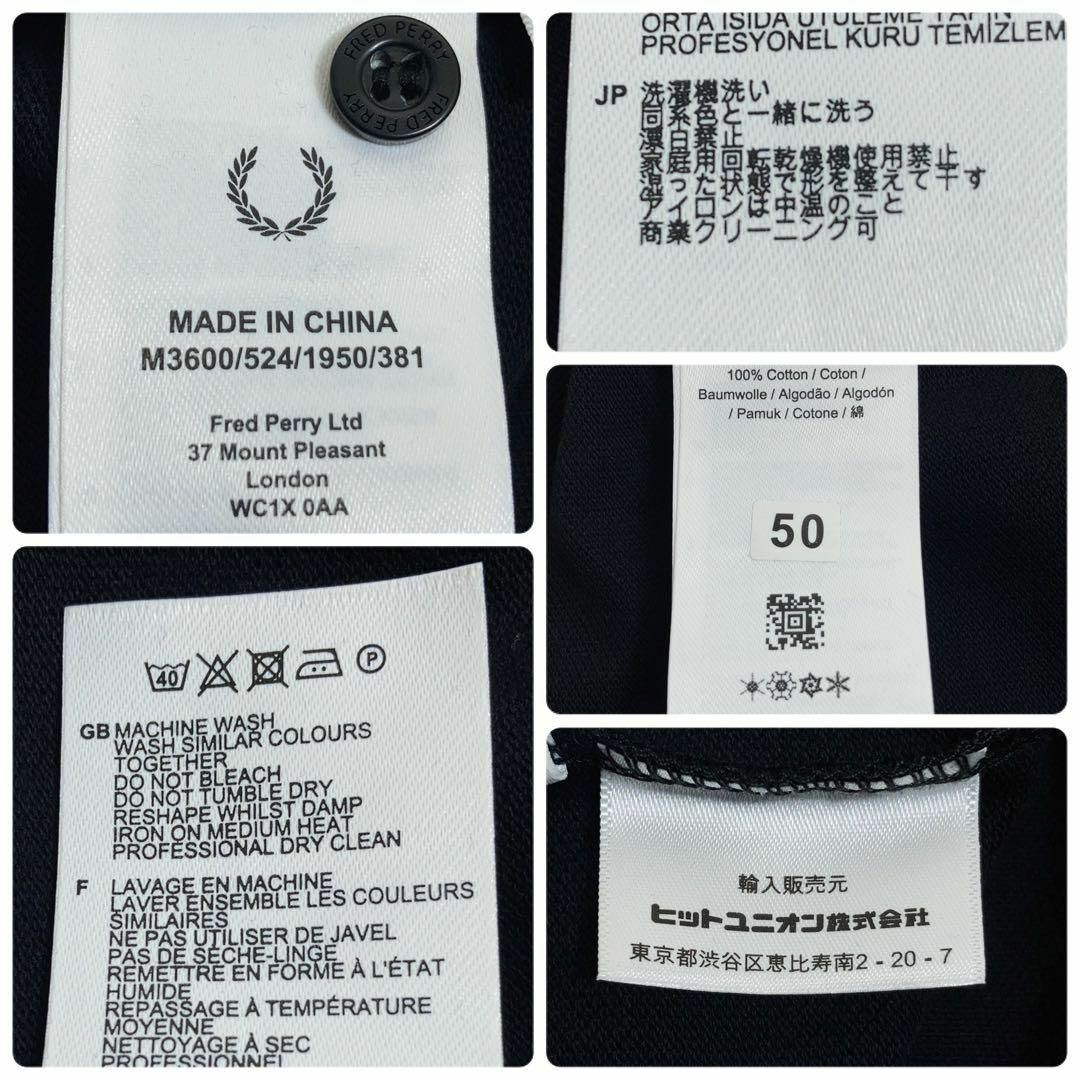 FRED PERRY FRED PERRY
MADE IN CHINA
M3600/524/1950/381
Fred Perry Ltd
37 Mount Pleasant
London
WC1X 0AA
ORTA ISIDA ÜTÜLEME YAPIN
PROFESYONEL KURU TEMİZLEM
JP 洗濯機洗い
同系色と一緒に洗う
漂白禁止
家庭用回転乾燥機使用禁止
湿った状態で形を整えて干す
アイロンは中温のこと
商業クリーニング可
100% Cotton / Coton /
Baumwolle / Algodão / Algodón
/ Pamuk / Cotone / 綿
50
40 P
GB MACHINE WASH
WASH SIMILAR COLOURS
TOGETHER
DO NOT BLEACH
DO NOT TUMBLE DRY
RESHAPE WHILST DAMP
IRON ON MEDIUM HEAT
PROFESSIONAL DRY CLEAN
F LAVAGE EN MACHINE
LAVER ENSEMBLE LES COULEURS
SIMILAIRES
NE PAS UTILISER DE JAVEL
PAS DE SÈCHE-LINGE
REMETTRE EN FORME À L'ÉTAT
HUMIDE
REPASSAGE À TEMPÉRATURE
MOYENNE
NETTOYAGE À SEC
PROFESSIONNEL
輸入販売元
ヒットユニオン株式会社
東京都渋谷区恵比寿南2-20-7